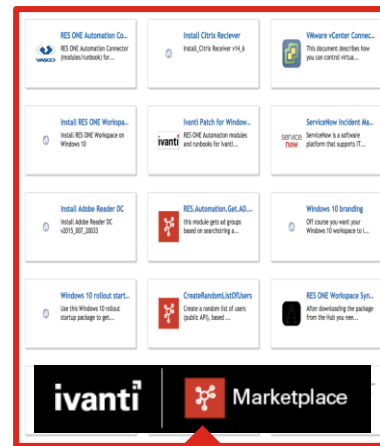 RES ONE Automation Co...
RES ONE Automation Connector
(modules/runbook) for...
VASCO
Install Citrix Reciever
Install_Citrix Receiver v14_6
VMware vCenter Connec...
This document describes how
you can control virtua...
Install RES ONE Workspa...
Install RES ONE Workspace on
Windows 10
Ivanti Patch for Window...
RES ONE Automation modules
and runbooks for Ivanti...
ivanti
ServiceNow Incident Ma...
ServiceNow is a software
platform that supports IT...
service
now
Install Adobe Reader DC
Install Adobe Reader DC
v2015_007_20033
RES.Automation.Get.AD....
this module gets ad groups
based on searchstring a...
Windows 10 branding
Off course you want your
Windows 10 workspace to l...
Windows 10 rollout start...
Use this Windows 10 rollout
startup package to get...
CreateRandomListOfUsers
Create a random list of users
(public API), based ...
RES ONE Workspace Syn...
After downloading the package
from the Hub you nee...
ivanti
Marketplace